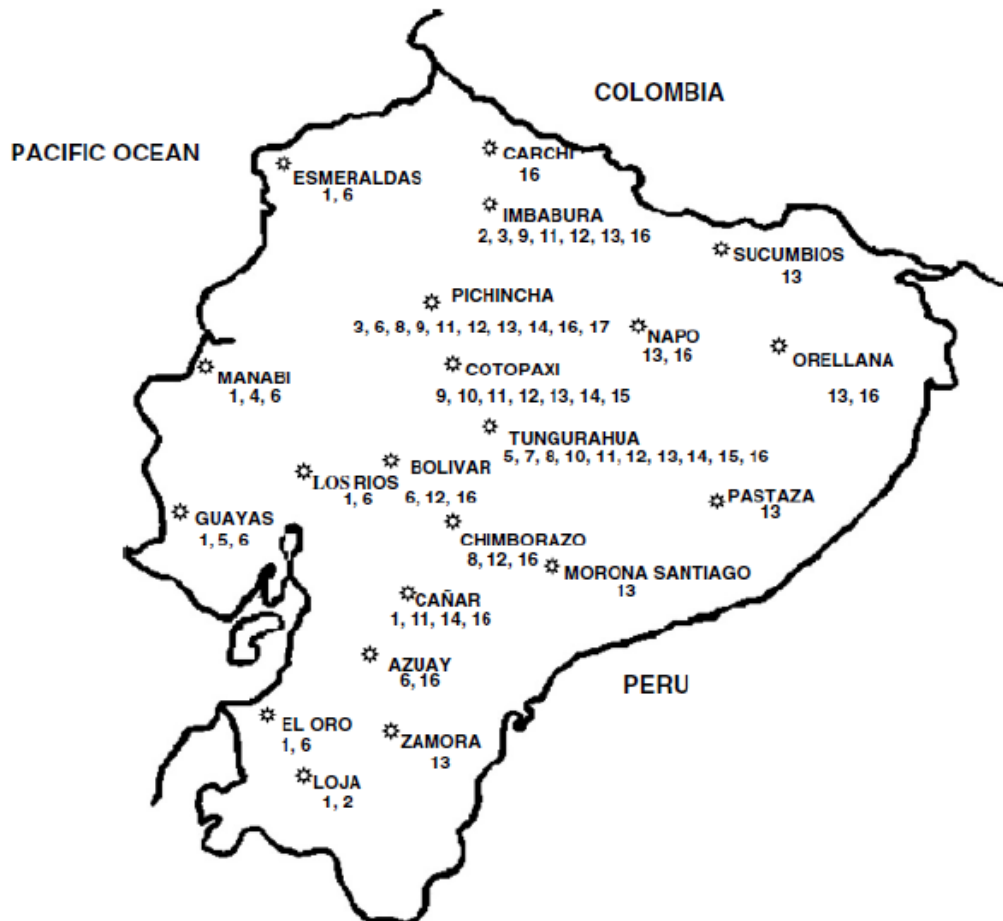 COLOMBIA
PACIFIC OCEAN
CARCHI
16
ESMERALDAS
1, 6
IMBABURA
2, 3, 9, 11, 12, 13, 16
SUCUMBIOS
13
PICHINCHA
3, 6, 8, 9, 11, 12, 13, 14, 16, 17
NAPO
13, 16
ORELLANA
13, 16
COTOPAXI
9, 10, 11, 12, 13, 14, 15
MANABI
1, 4, 6
TUNGURAHUA
5, 7, 8, 10, 11, 12, 13, 14, 15, 16
BOLIVAR
6, 12, 16
LOS RIOS
1, 6
PASTAZA
13
GUAYAS
1, 5, 6
CHIMBORAZO
8, 12, 16
MORONA SANTIAGO
13
CAÑAR
1, 11, 14, 16
AZUAY
6, 16
PERU
EL ORO
1, 6
ZAMORA
13
LOJA
1, 2